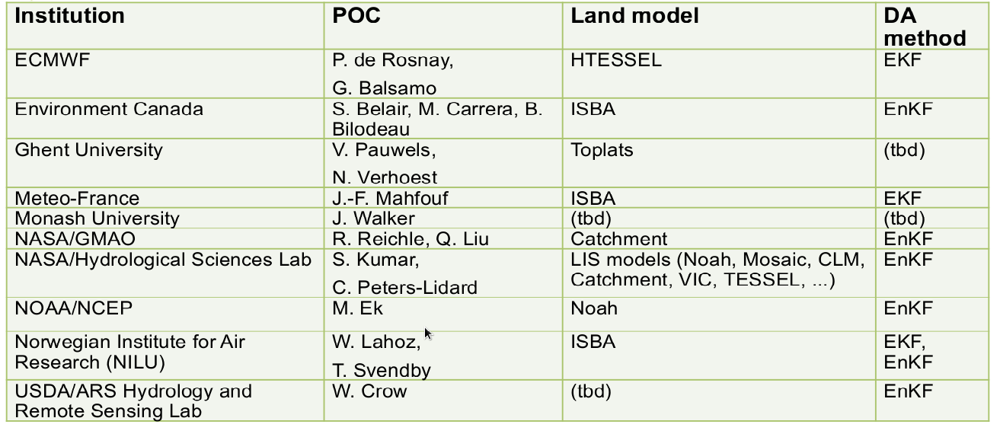 Institution POC Land model DA
method
ECMWF P. de Rosnay, HTESSEL EKF
G. Balsamo
Environment Canada S. Belair, M. Carrera, B. ISBA EnKF
Bilodeau
Ghent University V. Pauwels, Toplats (tbd)
N. Verhoest
Meteo-France J.-F. Mahfouf ISBA EKF
Monash University J. Walker (tbd) (tbd)
NASA/GMAO R. Reichle, Q. Liu Catchment EnKF
NASA/Hydrological Sciences Lab S. Kumar, LIS models (Noah, Mosaic, CLM, EnKF
Catchment, VIC, TESSEL, ...)
C. Peters-Lidard
NOAA/NCEP M. Ek Noah EnKF
Norwegian Institute for Air W. Lahoz, ISBA EKF,
Research (NILU) EnKF
T. Svendby
USDA/ARS Hydrology and W. Crow (tbd) EnKF
Remote Sensing Lab